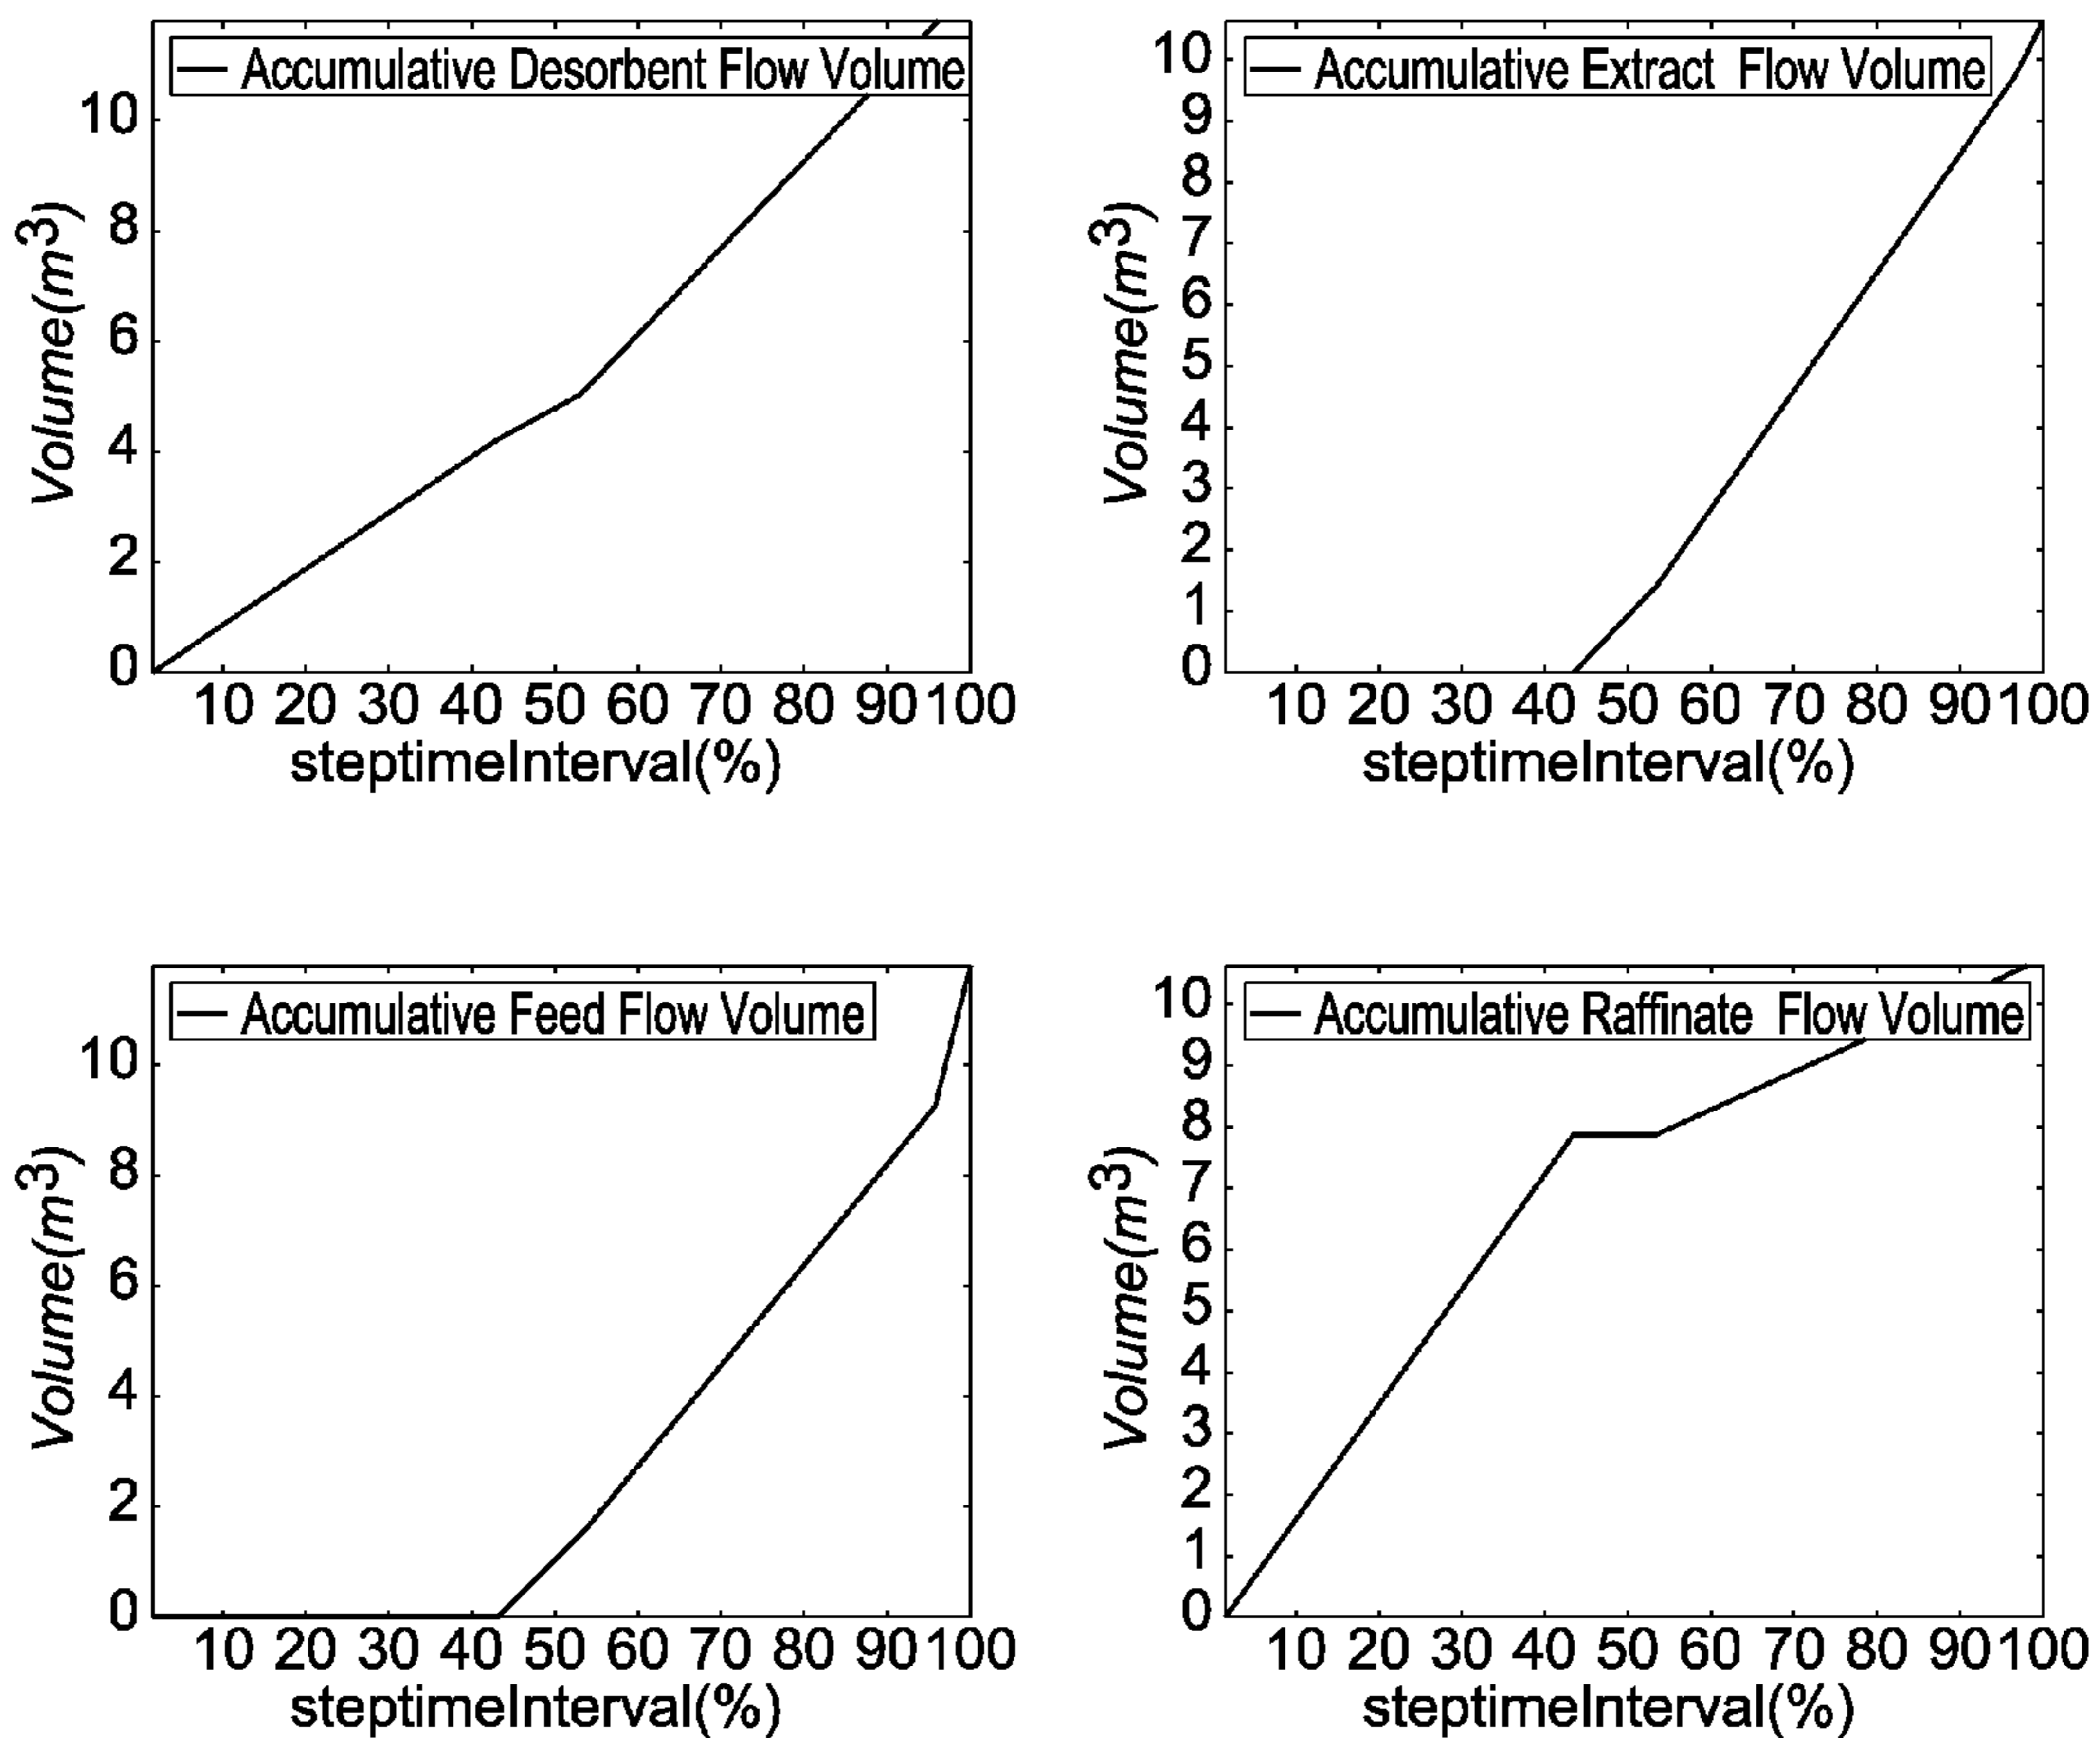 Accumulative Desorbent Flow Volume
10
8
6
4
2
0
Volume(m3)
10 20 30 40 50 60 70 80 90 100
steptimeInterval(%)
Accumulative Extract Flow Volume
10
9
8
7
6
5
4
3
2
1
0
Volume(m3)
10 20 30 40 50 60 70 80 90 100
steptimeInterval(%)
Accumulative Feed Flow Volume
10
8
6
4
2
0
Volume(m3)
10 20 30 40 50 60 70 80 90 100
steptimeInterval(%)
Accumulative Raffinate Flow Volume
10
9
8
7
6
5
4
3
2
1
0
Volume(m3)
10 20 30 40 50 60 70 80 90 100
steptimeInterval(%)